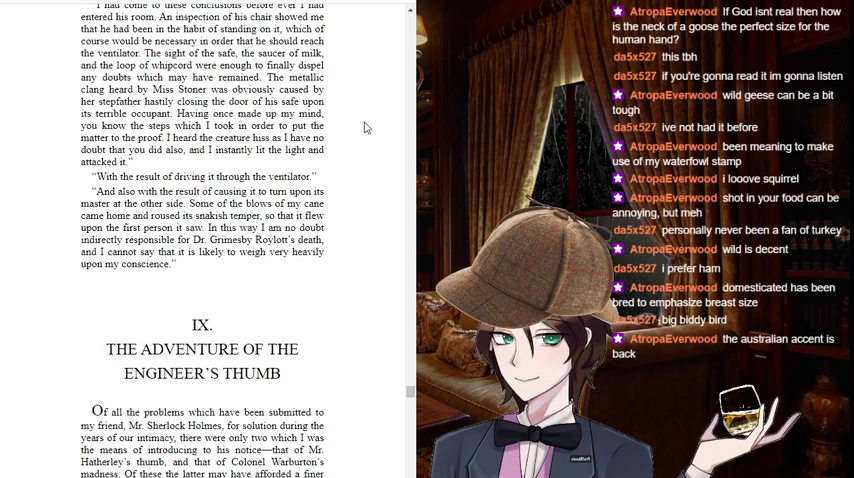 I had come to these conclusions before ever I had
entered his room. An inspection of his chair showed me
that he had been in the habit of standing on it, which of
course would be necessary in order that he should reach
the ventilator. The sight of the safe, the saucer of milk,
and the loop of whipcord were enough to finally dispel
any doubts which may have remained. The metallic
clang heard by Miss Stoner was obviously caused by
her stepfather hastily closing the door of his safe upon
its terrible occupant. Having once made up my mind,
you know the steps which I took in order to put the
matter to the proof. I heard the creature hiss as I have no
doubt that you did also, and I instantly lit the light and
attacked it.”
“With the result of driving it through the ventilator.”
“And also with the result of causing it to turn upon its
master at the other side. Some of the blows of my cane
came home and roused its snakish temper, so that it flew
upon the first person it saw. In this way I am no doubt
indirectly responsible for Dr. Grimesby Roylott’s death,
and I cannot say that it is likely to weigh very heavily
upon my conscience.”
IX.
THE ADVENTURE OF THE
ENGINEER’S THUMB
Of all the problems which have been submitted to
my friend, Mr. Sherlock Holmes, for solution during the
years of our intimacy, there were only two which I was
the means of introducing to his notice—that of Mr.
Hatherley’s thumb, and that of Colonel Warburton’s
madness. Of these the latter may have afforded a finer
AtropaEverwood If God isnt real then how
is the neck of a goose the perfect size for the
human hand?
da5x527 this tbh
da5x527 if you're gonna read it im gonna listen
AtropaEverwood wild geese can be a bit
tough
da5x527 ive not had it before
AtropaEverwood been meaning to make
use of my waterfowl stamp
AtropaEverwood i looove squirrel
AtropaEverwood shot in your food can be
annoying, but meh
da5x527 personally never been a fan of turkey
AtropaEverwood wild is decent
da5x527 i prefer ham
AtropaEverwood domesticated has been
bred to emphasize breast size
da5x527 big biddy bird
AtropaEverwood the australian accent is
back